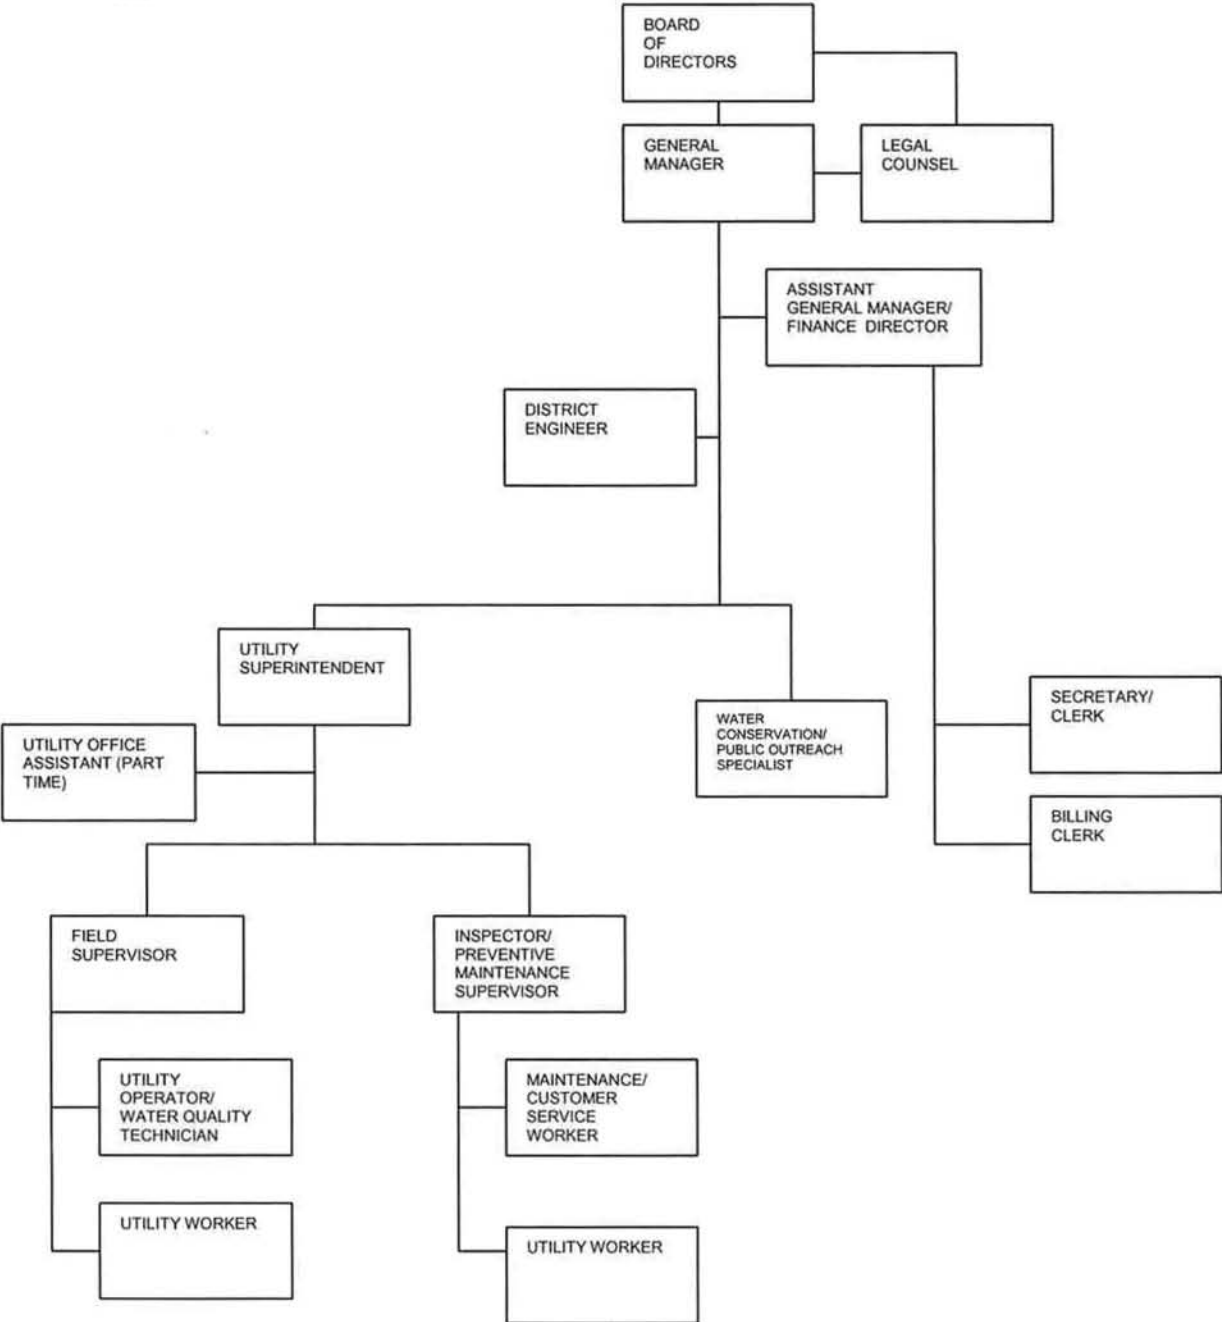 BOARD
OF
DIRECTORS
GENERAL
MANAGER
LEGAL
COUNSEL
ASSISTANT
GENERAL MANAGER/
FINANCE DIRECTOR
DISTRICT
ENGINEER
UTILITY
SUPERINTENDENT
WATER
CONSERVATION/
PUBLIC OUTREACH
SPECIALIST
SECRETARY/
CLERK
UTILITY OFFICE
ASSISTANT (PART
TIME)
BILLING
CLERK
FIELD
SUPERVISOR
INSPECTOR/
PREVENTIVE
MAINTENANCE
SUPERVISOR
UTILITY
OPERATOR/
WATER QUALITY
TECHNICIAN
MAINTENANCE/
CUSTOMER
SERVICE
WORKER
UTILITY WORKER
UTILITY WORKER